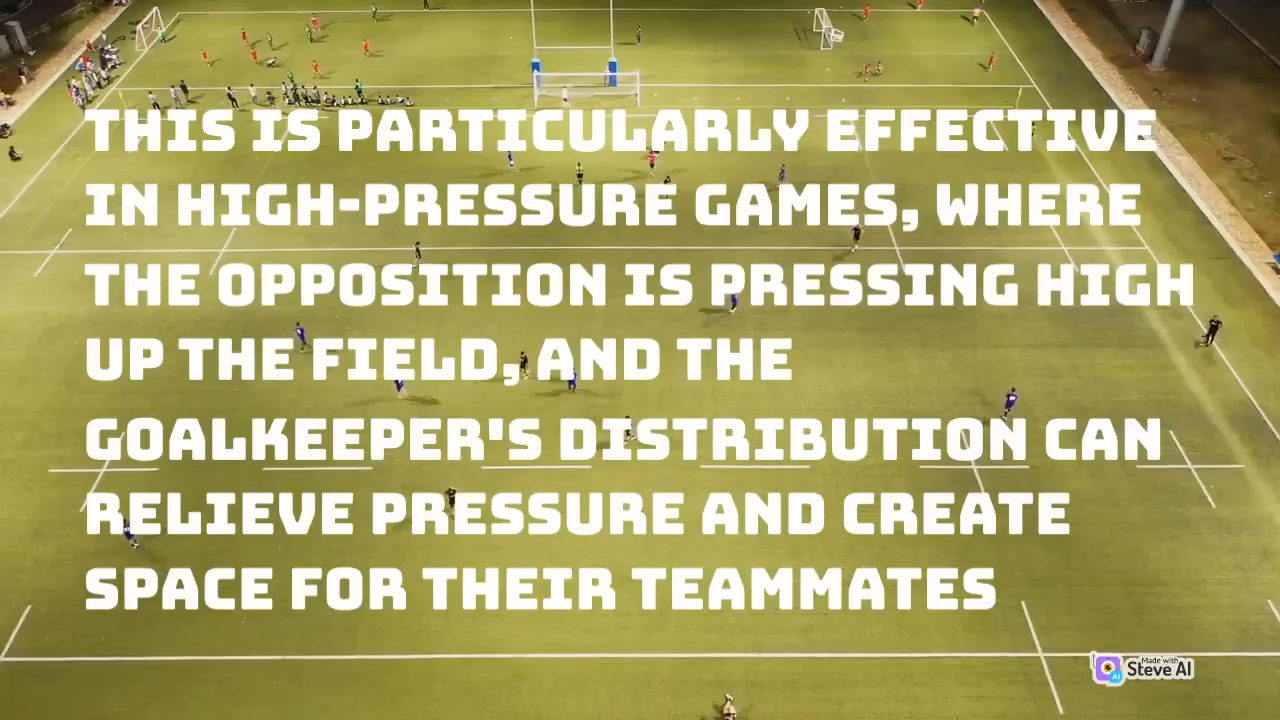 THIS IS PARTICULARLY EFFECTIVE
IN HIGH-PRESSURE GAMES, WHERE
THE OPPOSITION IS PRESSING HIGH
UP THE FIELD, AND THE
GOALKEEPER'S DISTRIBUTION CAN
RELIEVE PRESSURE AND CREATE
SPACE FOR THEIR TEAMMATES
Made with
AI Steve AI